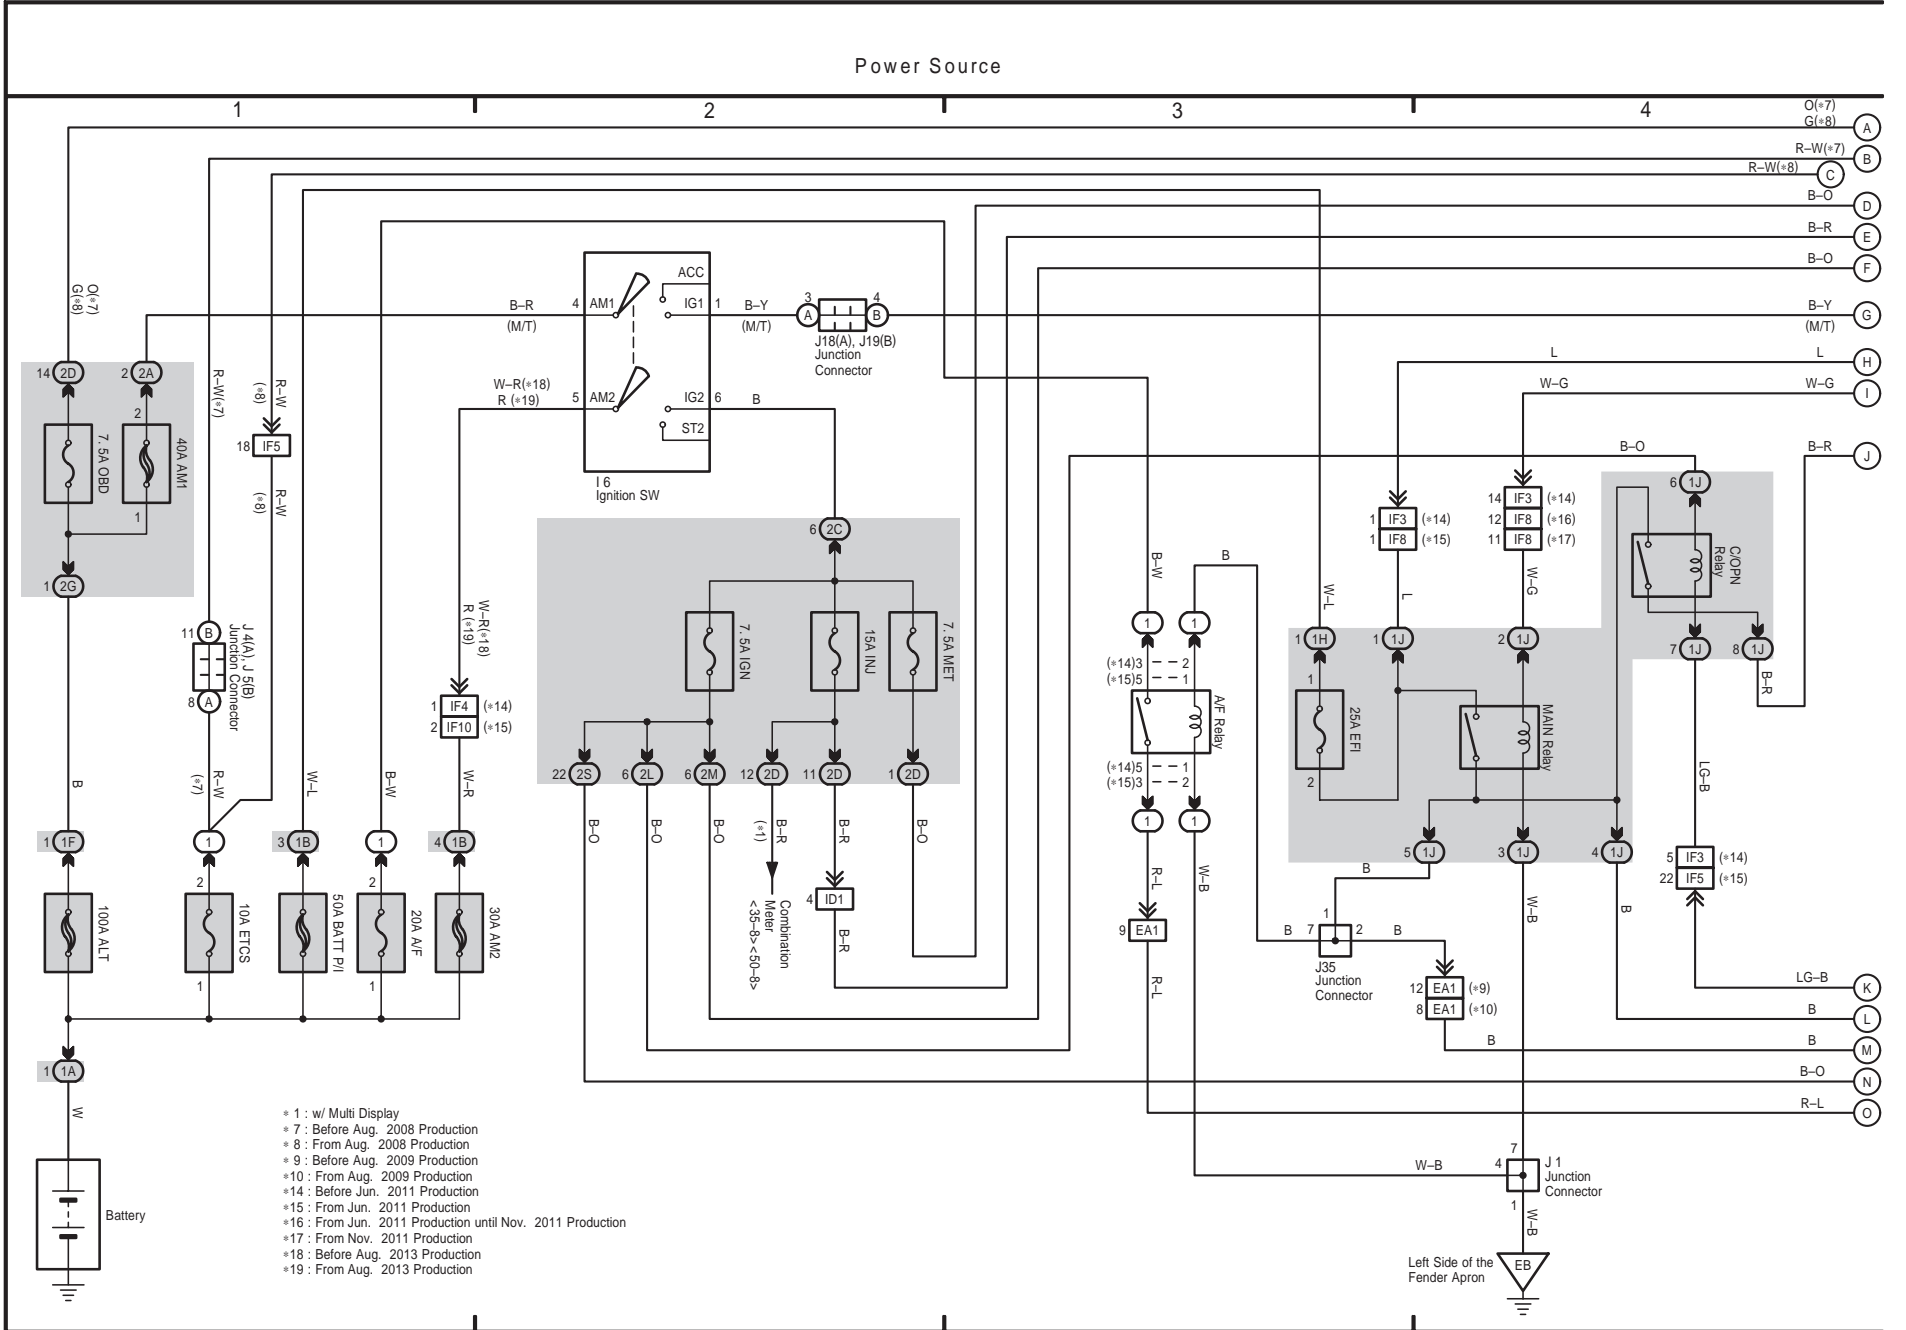 Power Source
1
2
3
4
O(∗7)
G(∗8)
A
R–W(∗7)
B
R–W(∗8)
C
B–O
D
B–R
E
B–O
F
B–Y
(M/T)
G
L
L
H
W–G
W–G
I
B–O
B–R
J
O(∗7)
G(∗8)
14 2D
2 2A
2
7. 5A OBD
40A AM1
1
1 2G
R–W(∗7)
R–W
(∗8)
18 IF5
R–W
(∗8)
B–R
(M/T)
4 AM1
ACC
IG1 1
B–Y
(M/T)
3
A
4
B
J18(A), J19(B)
Junction
Connector
W–R(∗18)
R (∗19)
5 AM2
IG2 6
B
ST2
I 6
Ignition SW
6 2C
7. 5A IGN
15A INJ
7. 5A MET
22 2S
6 2L
6 2M
12 2D
11 2D
1 2D
B–O
B–O
B–O
B–R
(∗1)
B–R
B–O
Combination
Meter
<35–8><50–8>
4 ID1
B–R
11 B
J 4(A), J 5(B)
Junction Connector
8 A
R–W
(∗7)
W–R(∗18)
R (∗19)
1 IF4 (∗14)
2 IF10 (∗15)
W–L
B–W
W–R
B
1 1F
1
3 1B
1
4 1B
2
2
100A ALT
10A ETCS
50A BATT P/I
20A A/F
30A AM2
1
1
1 1A
W
Battery
B–W
B
1
1
(∗14)3 2
(∗15)5 1
A/F Relay
(∗14)5 1
(∗15)3 2
1
1
R–L
W–B
9 EA1
R–L
W–L
1 IF3 (∗14)
1 IF8 (∗15)
L
14 IF3 (∗14)
12 IF8 (∗16)
11 IF8 (∗17)
W–G
6 1J
C/OPN
Relay
1 1H
1 1J
2 1J
7 1J
8 1J
B–R
1
25A EFI
2
MAIN Relay
LG–B
5 1J
3 1J
4 1J
B
5 IF3 (∗14)
22 IF5 (∗15)
W–B
B
1
B 7
2 B
J35
Junction
Connector
12 EA1 (∗9)
8 EA1 (∗10)
LG–B
K
B
L
B
B
M
B–O
N
R–L
O
W–B
7
4
J 1
Junction
Connector
1
W–B
Left Side of the
Fender Apron
EB
∗ 1 : w/ Multi Display
∗ 7 : Before Aug. 2008 Production
∗ 8 : From Aug. 2008 Production
∗ 9 : Before Aug. 2009 Production
∗10 : From Aug. 2009 Production
∗14 : Before Jun. 2011 Production
∗15 : From Jun. 2011 Production
∗16 : From Jun. 2011 Production until Nov. 2011 Production
∗17 : From Nov. 2011 Production
∗18 : Before Aug. 2013 Production
∗19 : From Aug. 2013 Production